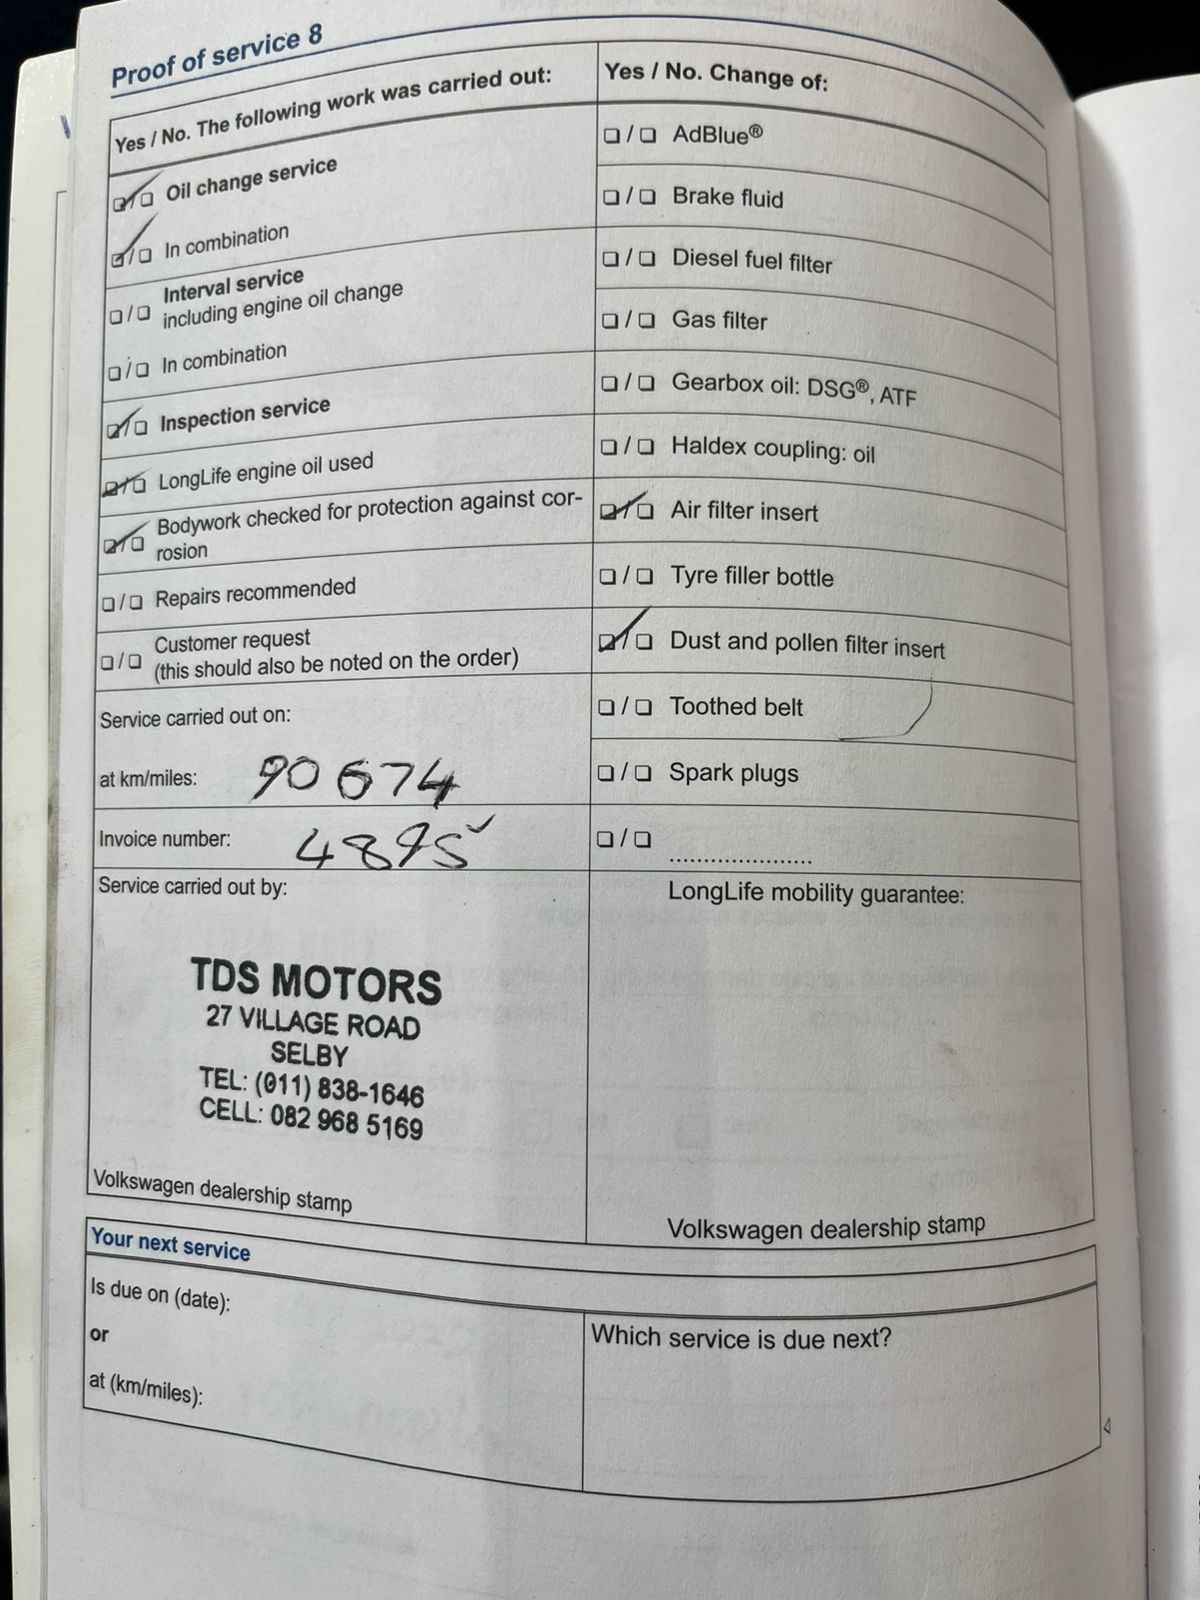 Proof of service 8
Yes / No. The following work was carried out:
❑/❑ Oil change service
❑/❑ In combination
❑/❑ Interval service
including engine oil change
❑/❑ In combination
❑/❑ Inspection service
❑/❑ LongLife engine oil used
❑/❑ Bodywork checked for protection against cor-
rosion
❑/❑ Repairs recommended
❑/❑ Customer request
(this should also be noted on the order)
Service carried out on:
at km/miles: 90 674
Invoice number: 4895
Service carried out by:
TDS MOTORS
27 VILLAGE ROAD
SELBY
TEL: (011) 838-1646
CELL: 082 968 5169
Volkswagen dealership stamp
Yes / No. Change of:
❑/❑ AdBlue®
❑/❑ Brake fluid
❑/❑ Diesel fuel filter
❑/❑ Gas filter
❑/❑ Gearbox oil: DSG®, ATF
❑/❑ Haldex coupling: oil
❑/❑ Air filter insert
❑/❑ Tyre filler bottle
❑/❑ Dust and pollen filter insert
❑/❑ Toothed belt
❑/❑ Spark plugs
❑/❑ .....................
LongLife mobility guarantee:
Volkswagen dealership stamp
Your next service
Is due on (date):
or
at (km/miles):
Which service is due next?